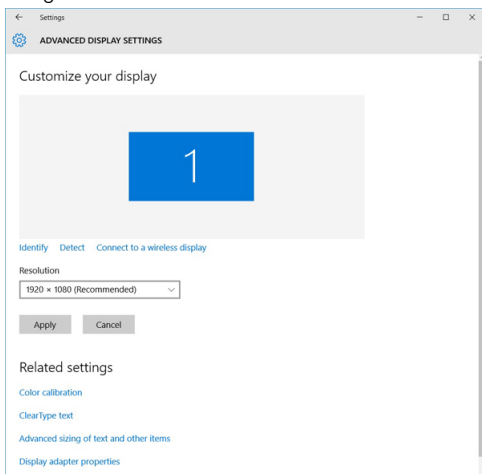 Settings
ADVANCED DISPLAY SETTINGS
Customize your display
1
Identify Detect Connect to a wireless display
Resolution
1920 × 1080 (Recommended)
Apply Cancel
Related settings
Color calibration
ClearType text
Advanced sizing of text and other items
Display adapter properties